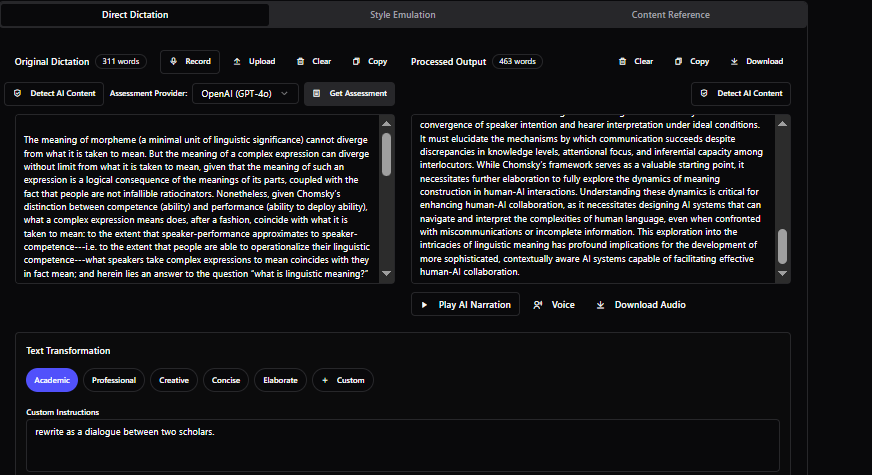 Direct Dictation
Style Emulation
Content Reference
Original Dictation
311 words
Record
Upload
Clear
Copy
Processed Output
463 words
Clear
Copy
Download
Detect AI Content
Assessment Provider:
OpenAI (GPT-4o)
Get Assessment
Detect AI Content
The meaning of morpheme (a minimal unit of linguistic significance) cannot diverge
from what it is taken to mean. But the meaning of a complex expression can diverge
without limit from what it is taken to mean, given that the meaning of such an
expression is a logical consequence of the meanings of its parts, coupled with the
fact that people are not infallible ratiocinators. Nonetheless, given Chomsky's
distinction between competence (ability) and performance (ability to deploy ability),
what a complex expression means does, after a fashion, coincide with what it is
taken to mean: to the extent that speaker-performance approximates to speaker-
competence---i.e. to the extent that people are able to operationalize their linguistic
competence---what speakers take complex expressions to mean coincides with they
in fact mean; and herein lies an answer to the question "what is linguistic meaning?"
convergence of speaker intention and hearer interpretation under ideal conditions.
It must elucidate the mechanisms by which communication succeeds despite
discrepancies in knowledge levels, attentional focus, and inferential capacity among
interlocutors. While Chomsky's framework serves as a valuable starting point, it
necessitates further elaboration to fully explore the dynamics of meaning
construction in human-AI interactions. Understanding these dynamics is critical for
enhancing human-AI collaboration, as it necessitates designing AI systems that can
navigate and interpret the complexities of human language, even when confronted
with miscommunications or incomplete information. This exploration into the
intricacies of linguistic meaning has profound implications for the development of
more sophisticated, contextually aware AI systems capable of facilitating effective
human-AI collaboration.
Play AI Narration
Voice
Download Audio
Text Transformation
Academic
Professional
Creative
Concise
Elaborate
+ Custom
Custom Instructions
rewrite as a dialogue between two scholars.